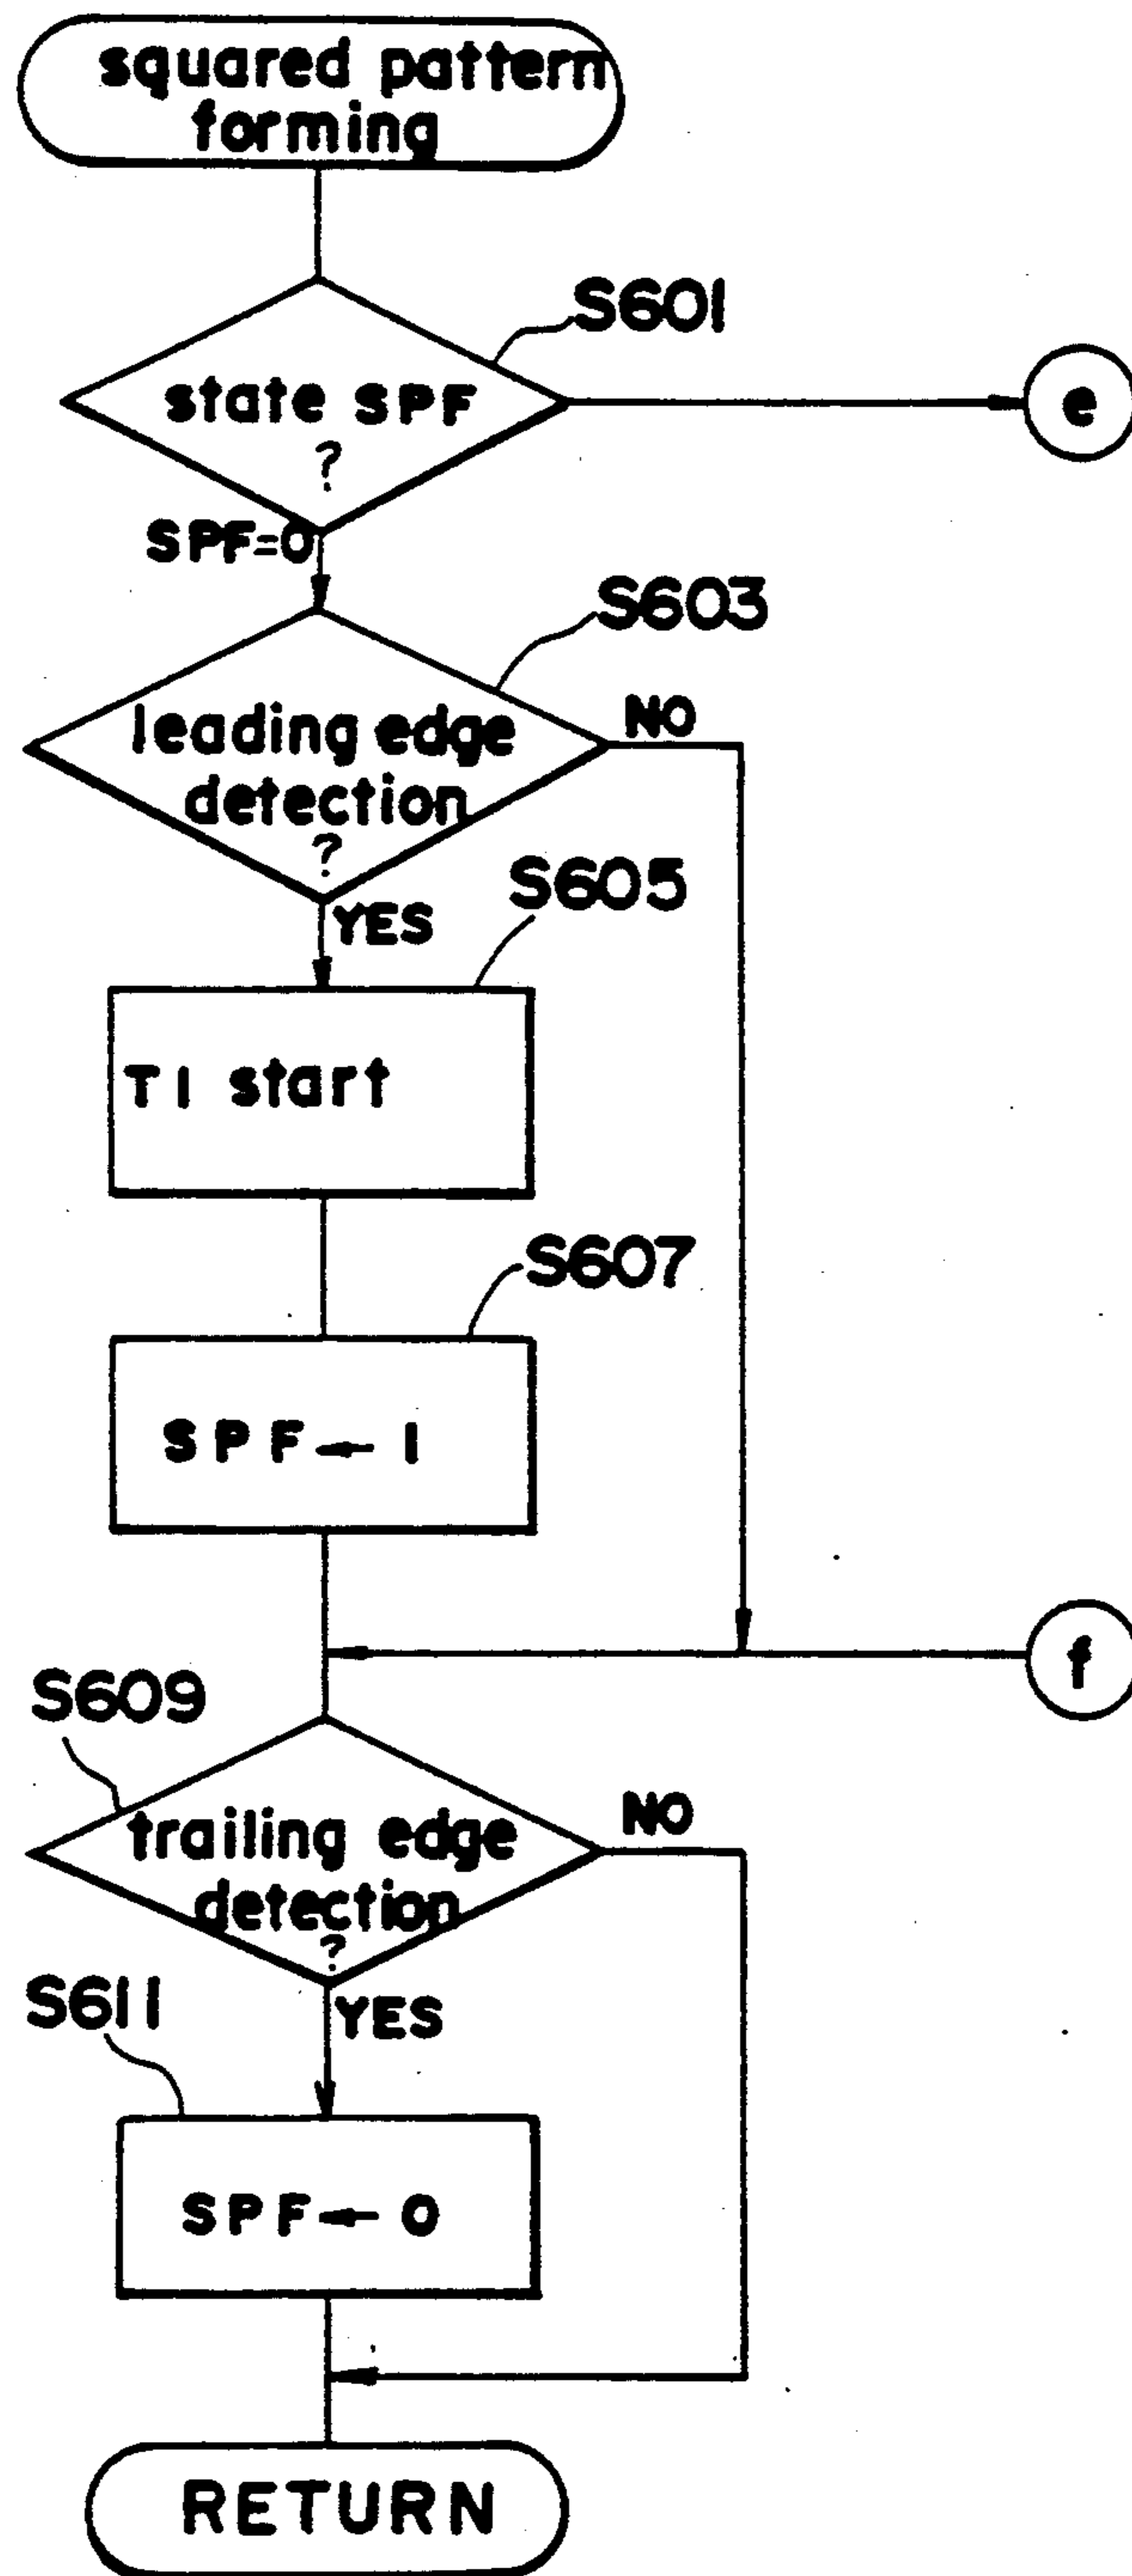 squared pattern
forming
S601
state SPF
?
e
SPF=0
S603
leading edge
detection
?
NO
YES
S605
T1 start
S607
SPF ← 1
f
S609
trailing edge
detection
?
NO
YES
S611
SPF ← 0
RETURN